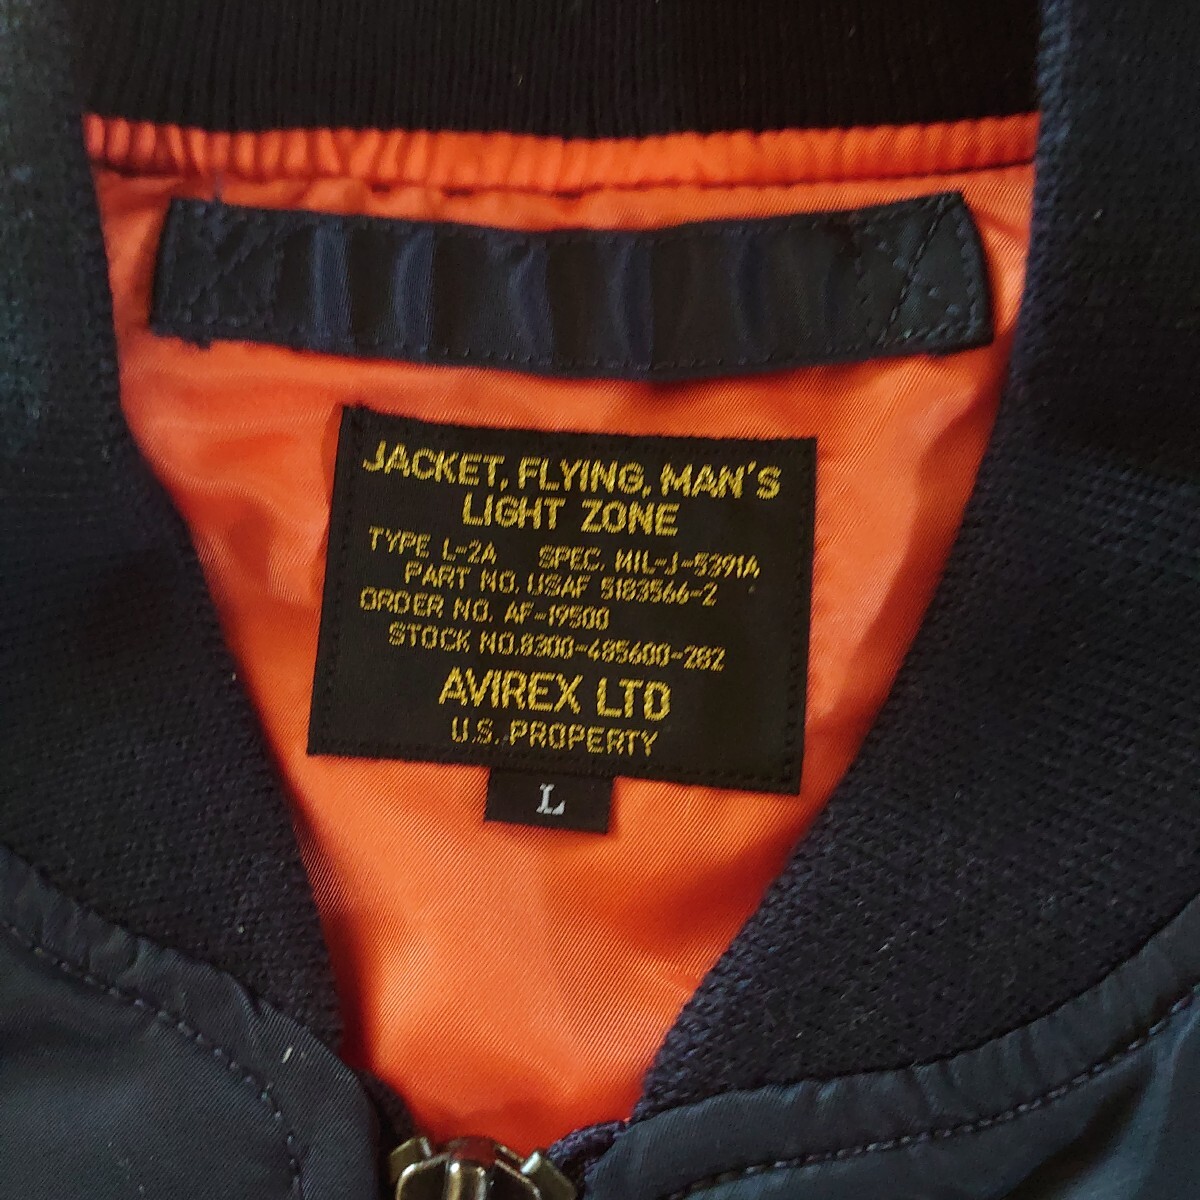 JACKET, FLYING, MAN'S
LIGHT ZONE
TYPE L-2A SPEC. MIL-J-5391A
PART NO. USAF 5183566-2
ORDER NO. AF-19500
STOCK NO.8300-485600-282
AVIREX LTD
U.S. PROPERTY
L